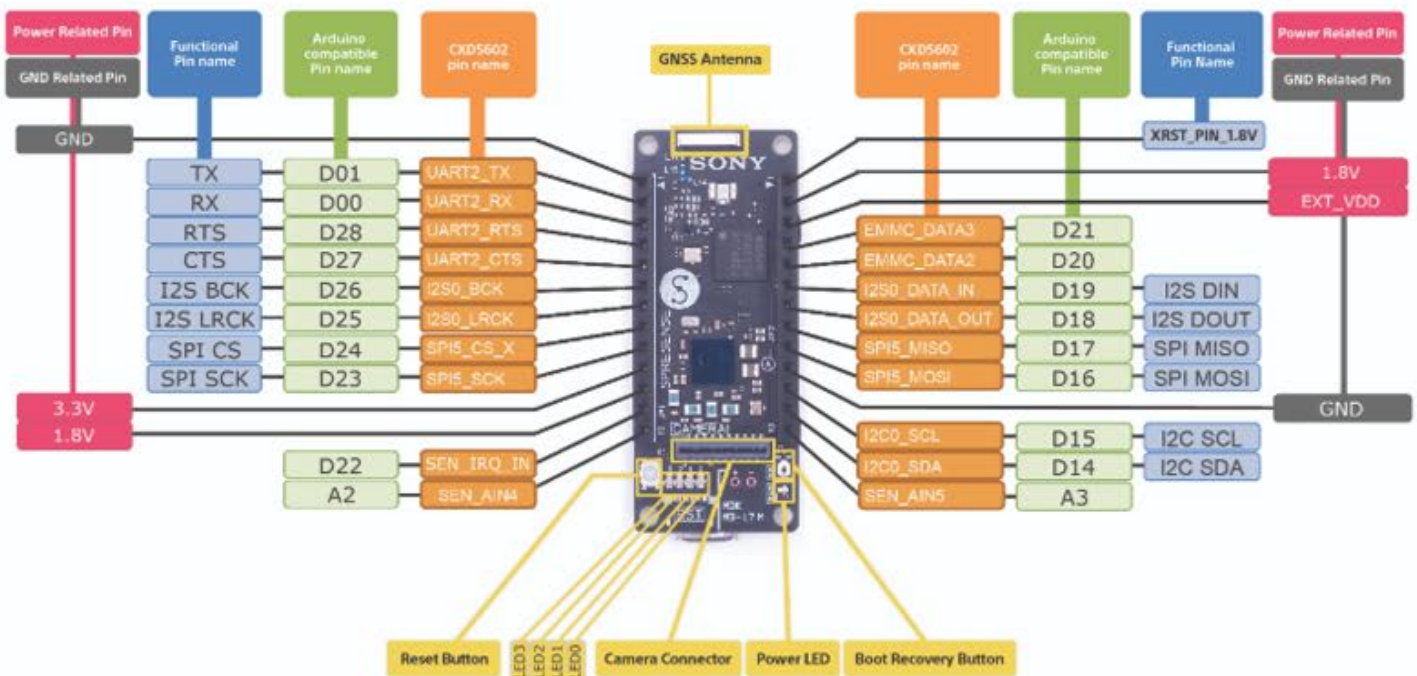 Power Related Pin
GND Related Pin
Functional
Pin name
Arduino
compatible
Pin name
CXD5602
pin name
GNSS Antenna
CXD5602
pin name
Arduino
compatible
Pin name
Functional
Pin Name
Power Related Pin
GND Related Pin
GND
XRST_PIN_1.8V
TX D01 UART2_TX
1.8V
RX D00 UART2_RX
EXT_VDD
RTS D28 UART2_RTS
EMMC_DATA3 D21
CTS D27 UART2_CTS
EMMC_DATA2 D20
I2S BCK D26 I2S0_BCK
I2S0_DATA_IN D19 I2S DIN
I2S LRCK D25 I2S0_LRCK
I2S0_DATA_OUT D18 I2S DOUT
SPI CS D24 SPI5_CS_X
SPI5_MISO D17 SPI MISO
SPI SCK D23 SPI5_SCK
SPI5_MOSI D16 SPI MOSI
3.3V
GND
1.8V
I2C0_SCL D15 I2C SCL
D22 SEN_IRQ_IN
I2C0_SDA D14 I2C SDA
A2 SEN_AIN4
SEN_AIN5 A3
SONY
S
SPRESENSE
JP1
JP2
CAMERA
RST
Reset Button
LED3
LED2
LED1
LED0
Camera Connector
Power LED
Boot Recovery Button